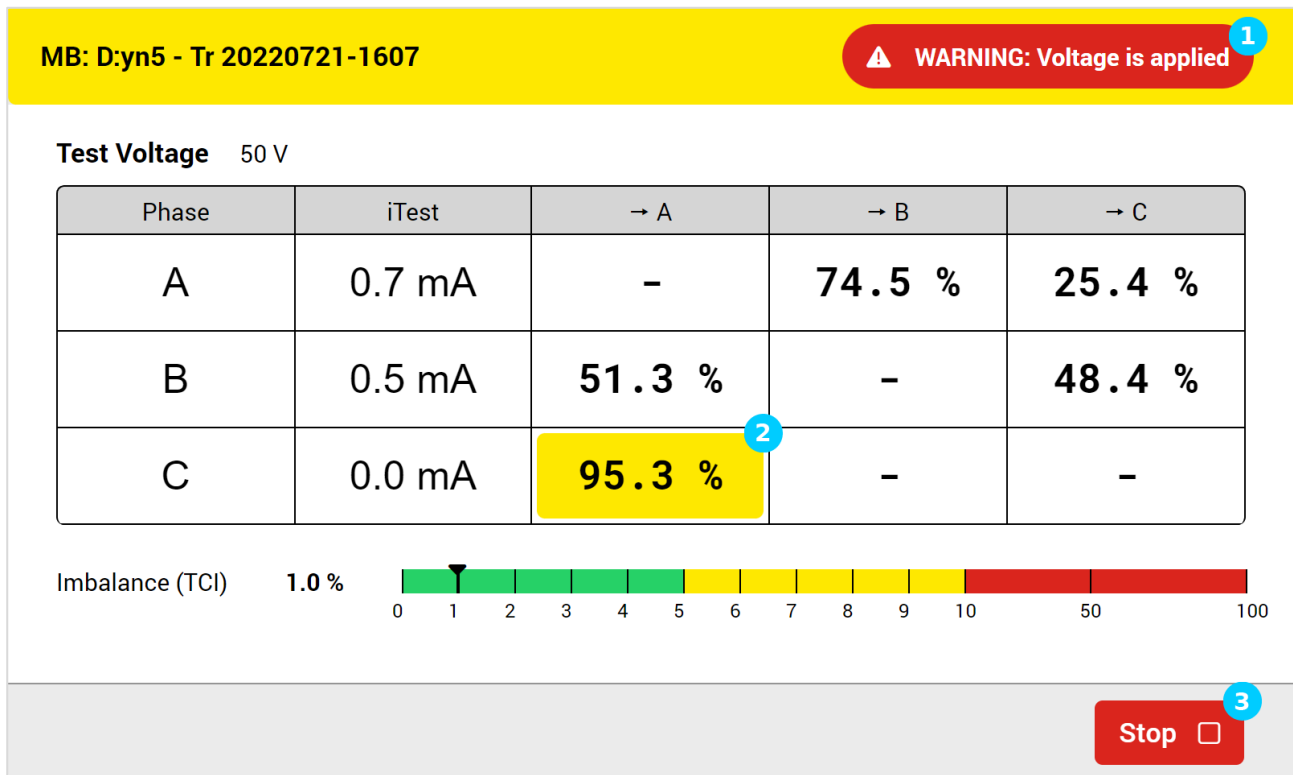 MB: D:yn5 - Tr 20220721-1607
WARNING: Voltage is applied 1
Test Voltage 50 V
Phase iTest → A → B → C
A 0.7 mA - 74.5 % 25.4 %
B 0.5 mA 51.3 % - 48.4 %
2
C 0.0 mA 95.3 % - -
Imbalance (TCI) 1.0 %
0 1 2 3 4 5 6 7 8 9 10 50 100
3
Stop